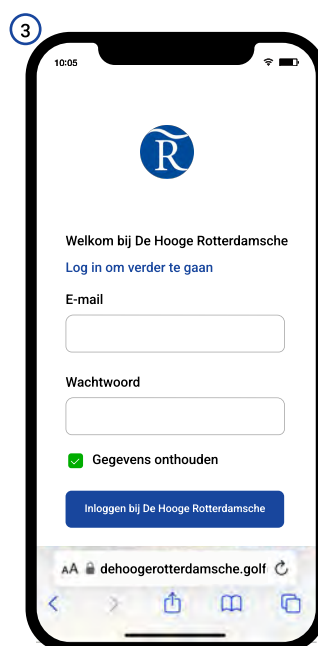 3
10:05
R
Welkom bij De Hooge Rotterdamsche
Log in om verder te gaan
E-mail
Wachtwoord
Gegevens onthouden
Inloggen bij De Hooge Rotterdamsche
AA dehoogerotterdamsche.golf